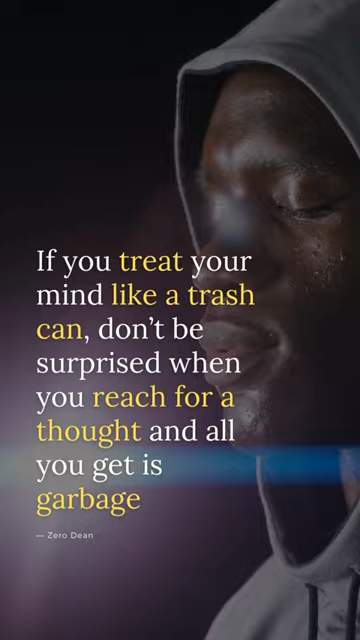 If you treat your
mind like a trash
can, don’t be
surprised when
you reach for a
thought and all
you get is
garbage
— Zero Dean